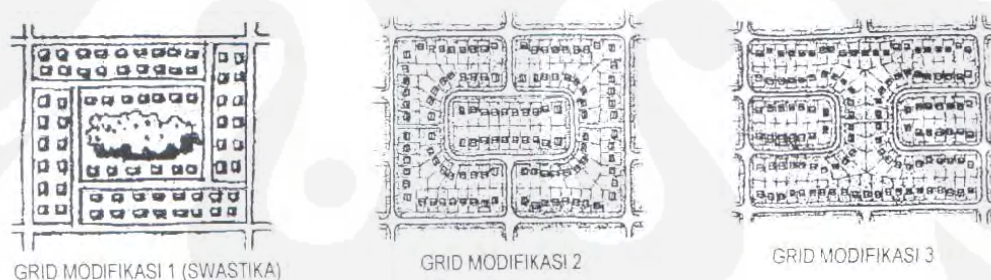 GRID MODIFIKASI 1 (SWASTIKA)
GRID MODIFIKASI 2
GRID MODIFIKASI 3